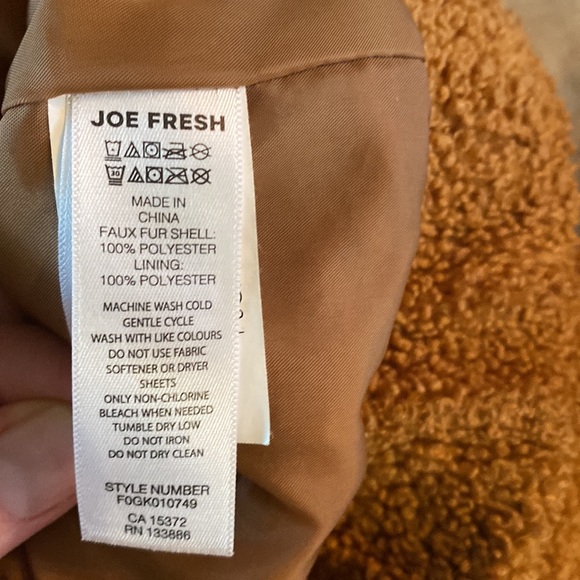 JOE FRESH
30
MADE IN
CHINA
FAUX FUR SHELL:
100% POLYESTER
LINING:
100% POLYESTER
MACHINE WASH COLD
GENTLE CYCLE
WASH WITH LIKE COLOURS
DO NOT USE FABRIC
SOFTENER OR DRYER
SHEETS
ONLY NON-CHLORINE
BLEACH WHEN NEEDED
TUMBLE DRY LOW
DO NOT IRON
DO NOT DRY CLEAN
STYLE NUMBER
F0GK010749
CA 15372
RN 133886